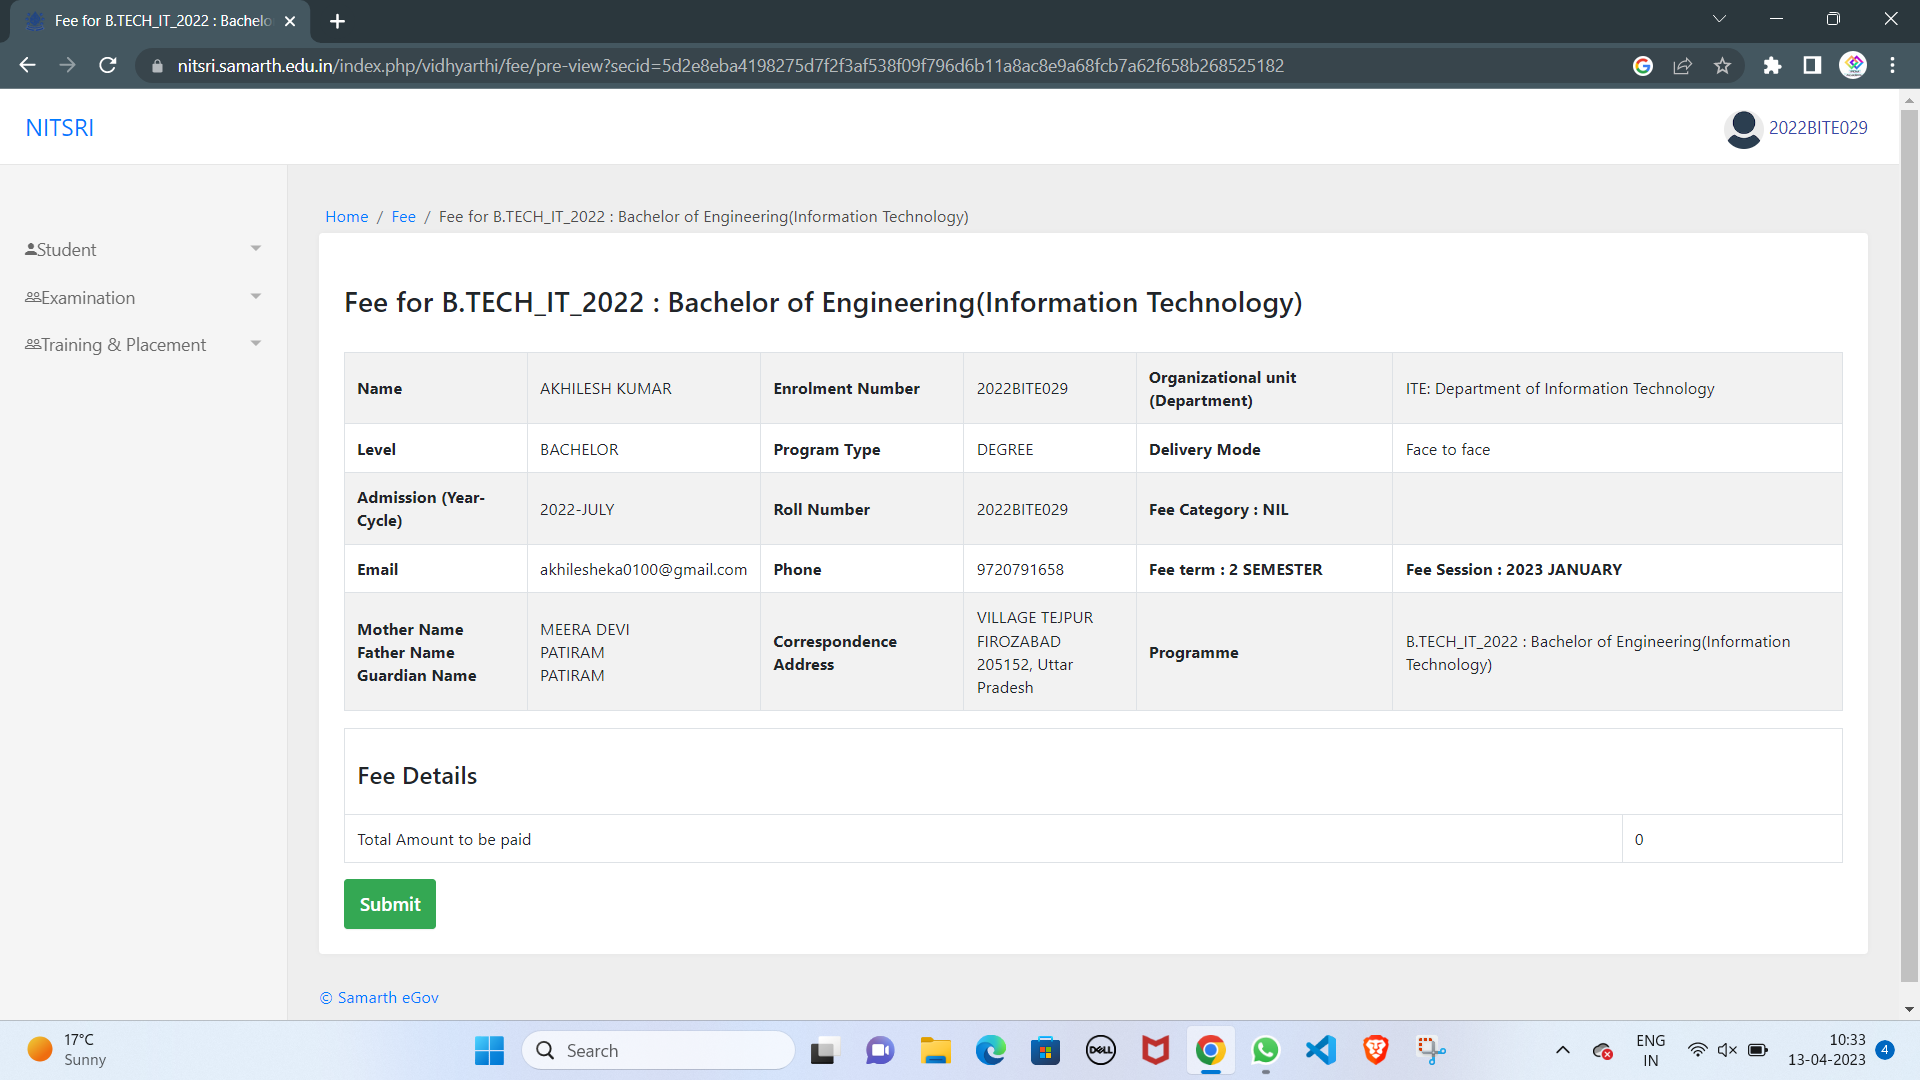 Fee for B.TECH_IT_2022 : Bachelo
nitsri.samarth.edu.in/index.php/vidhyarthi/fee/pre-view?secid=5d2e8eba4198275d7f2f3af538f09f796d6b11a8ac8e9a68fcb7a62f658b268525182
NITSRI
2022BITE029
Home / Fee / Fee for B.TECH_IT_2022 : Bachelor of Engineering(Information Technology)
Student
Examination
Training & Placement
Fee for B.TECH_IT_2022 : Bachelor of Engineering(Information Technology)
Name
AKHILESH KUMAR
Enrolment Number
2022BITE029
Organizational unit
(Department)
ITE: Department of Information Technology
Level
BACHELOR
Program Type
DEGREE
Delivery Mode
Face to face
Admission (Year-
Cycle)
2022-JULY
Roll Number
2022BITE029
Fee Category : NIL
Email
akhilesheka0100@gmail.com
Phone
9720791658
Fee term : 2 SEMESTER
Fee Session : 2023 JANUARY
Mother Name
Father Name
Guardian Name
MEERA DEVI
PATIRAM
PATIRAM
Correspondence
Address
VILLAGE TEJPUR
FIROZABAD
205152, Uttar
Pradesh
Programme
B.TECH_IT_2022 : Bachelor of Engineering(Information
Technology)
Fee Details
Total Amount to be paid
0
Submit
© Samarth eGov
17°C
Sunny
Search
DELL
ENG
IN
10:33
13-04-2023
4